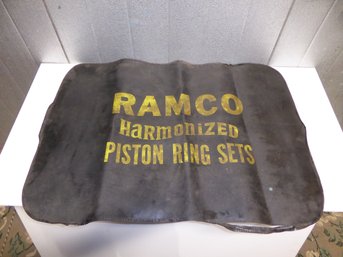 RAMCO
HaRmONIZED
PISTON RING SETS